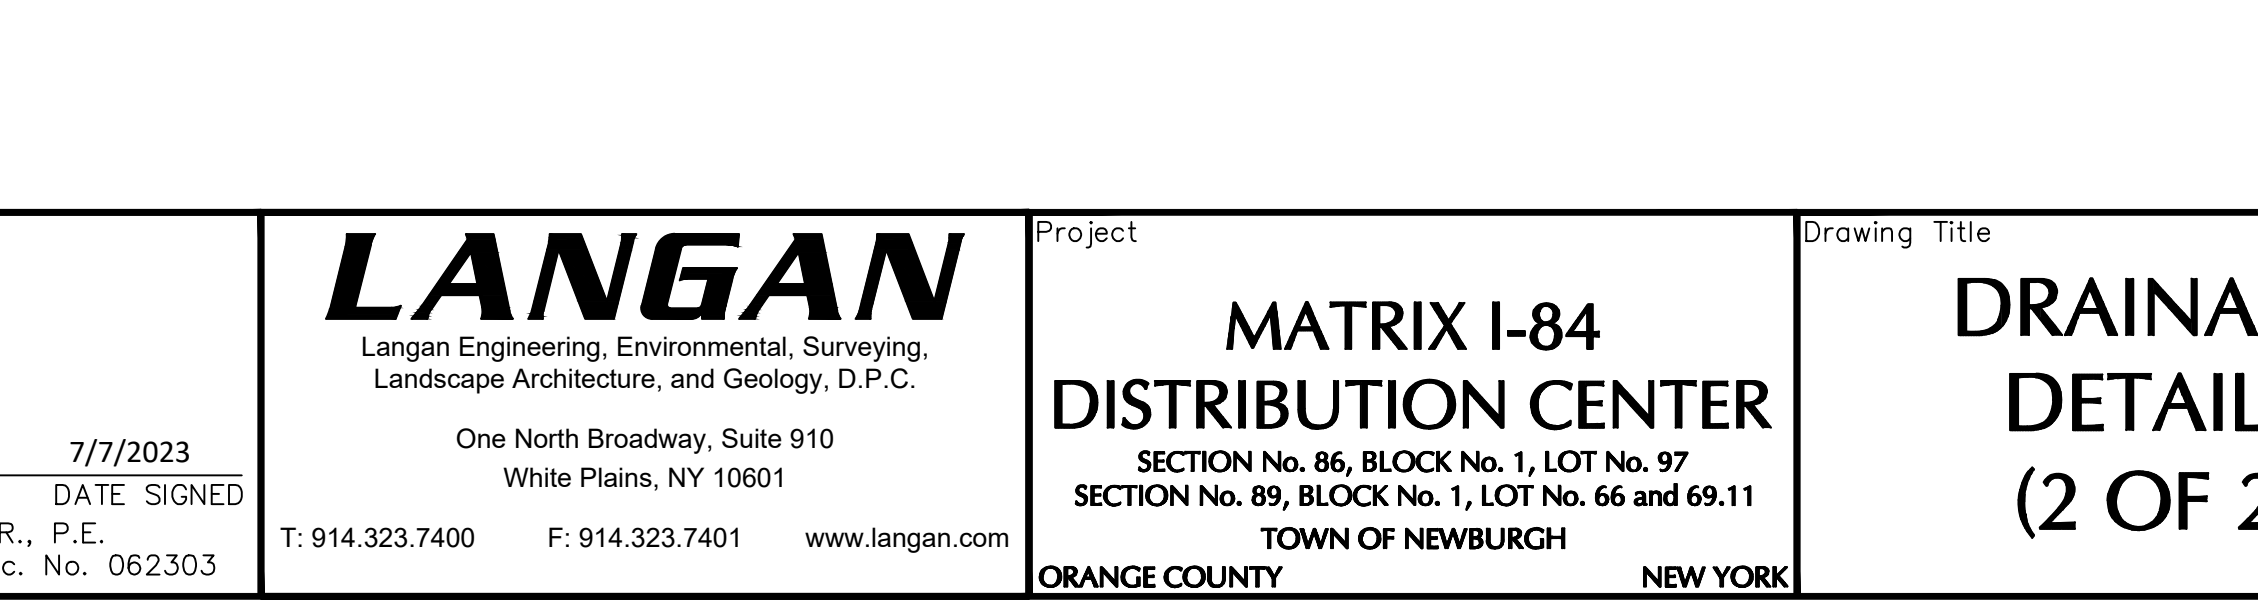 7/7/2023
DATE SIGNED
R., P.E.
c. No. 062303
LANGAN
Langan Engineering, Environmental, Surveying,
Landscape Architecture, and Geology, D.P.C.
One North Broadway, Suite 910
White Plains, NY 10601
T: 914.323.7400 F: 914.323.7401 www.langan.com
Project
MATRIX I-84
DISTRIBUTION CENTER
SECTION No. 86, BLOCK No. 1, LOT No. 97
SECTION No. 89, BLOCK No. 1, LOT No. 66 and 69.11
TOWN OF NEWBURGH
ORANGE COUNTY NEW YORK
Drawing Title
DRAINA
DETAIL
(2 OF 2